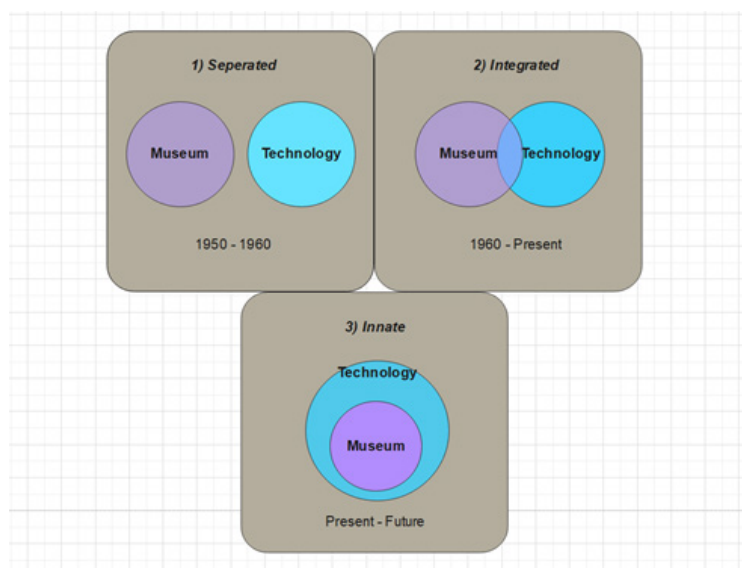 1) Seperated
Museum
Technology
1950 - 1960
2) Integrated
Museum
Technology
1960 - Present
3) Innate
Technology
Museum
Present - Future